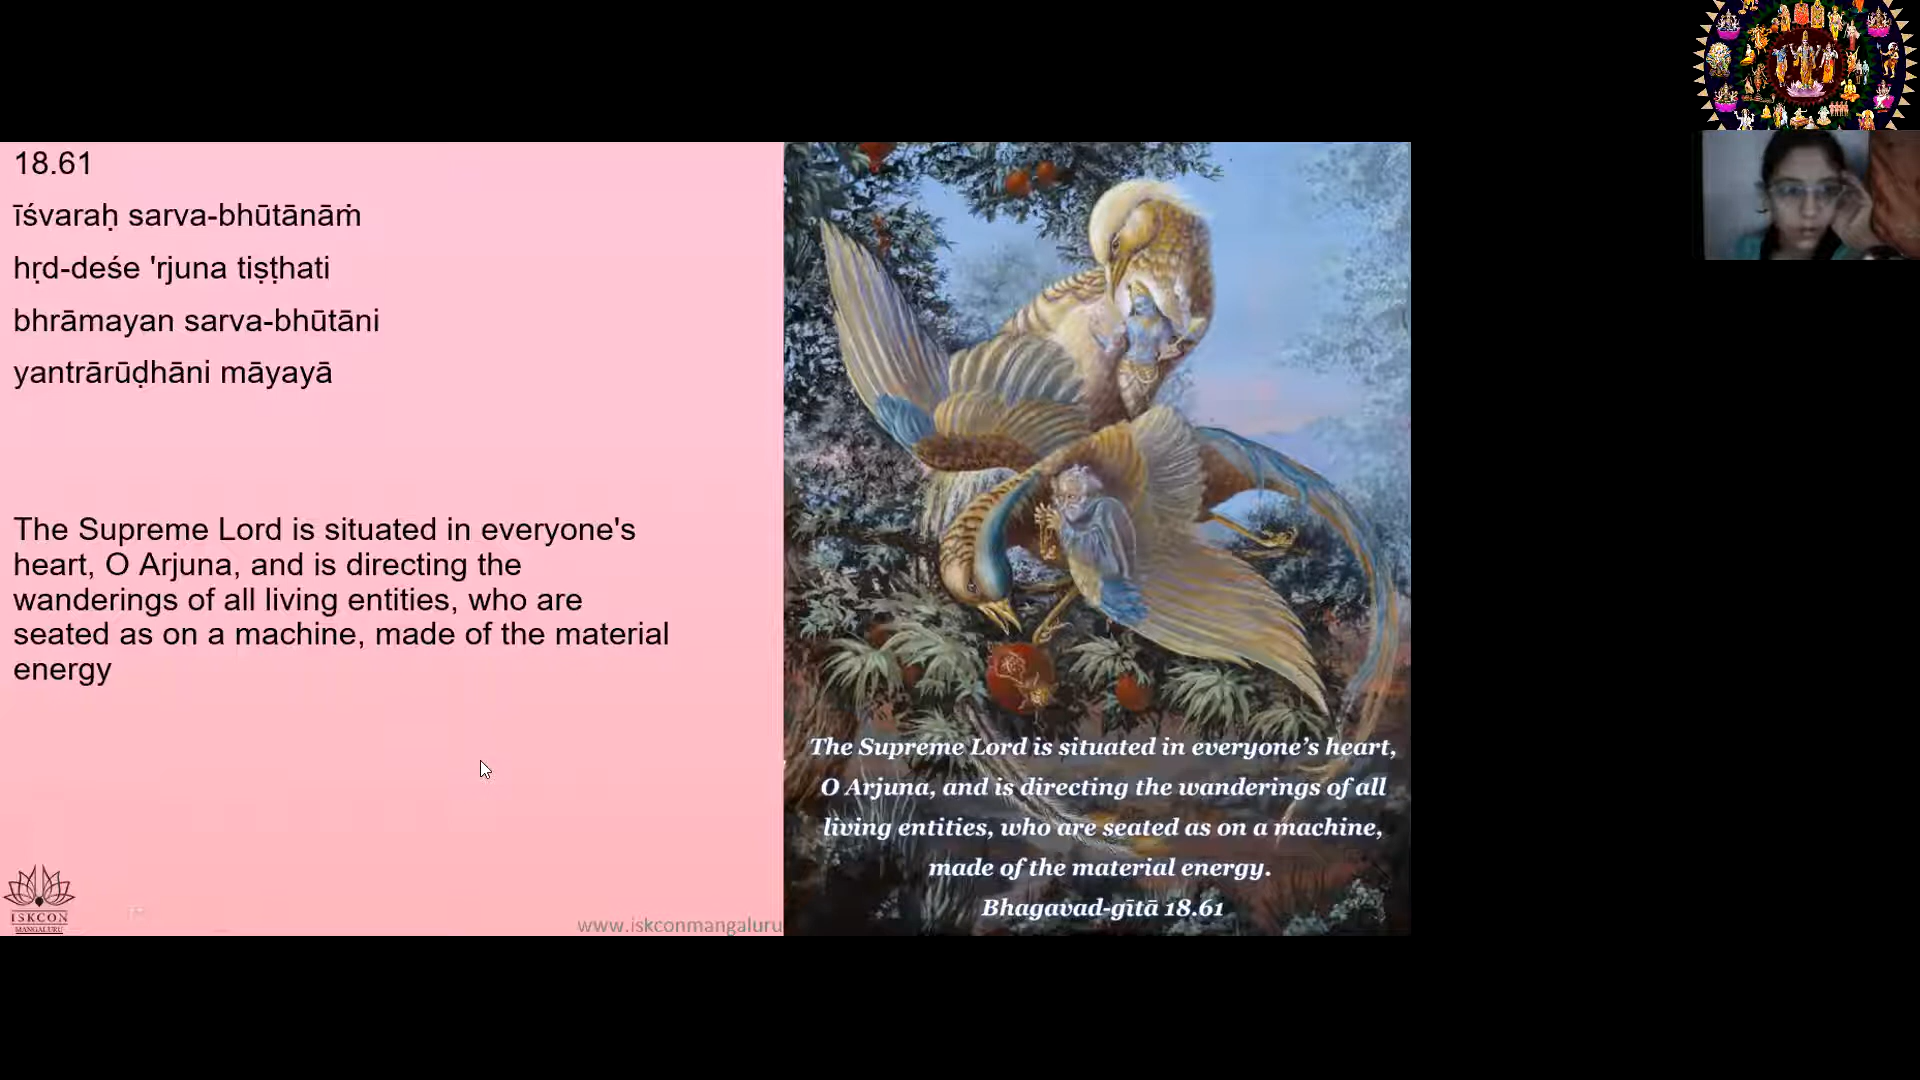 18.61
īśvaraḥ sarva-bhūtānāṁ
hṛd-deśe 'rjuna tiṣṭhati
bhrāmayan sarva-bhūtāni
yantrārūḍhāni māyayā
The Supreme Lord is situated in everyone's
heart, O Arjuna, and is directing the
wanderings of all living entities, who are
seated as on a machine, made of the material
energy
ISKCON
MANGALURU
www.iskconmangaluru
The Supreme Lord is situated in everyone’s heart,
O Arjuna, and is directing the wanderings of all
living entities, who are seated as on a machine,
made of the material energy.
Bhagavad-gītā 18.61